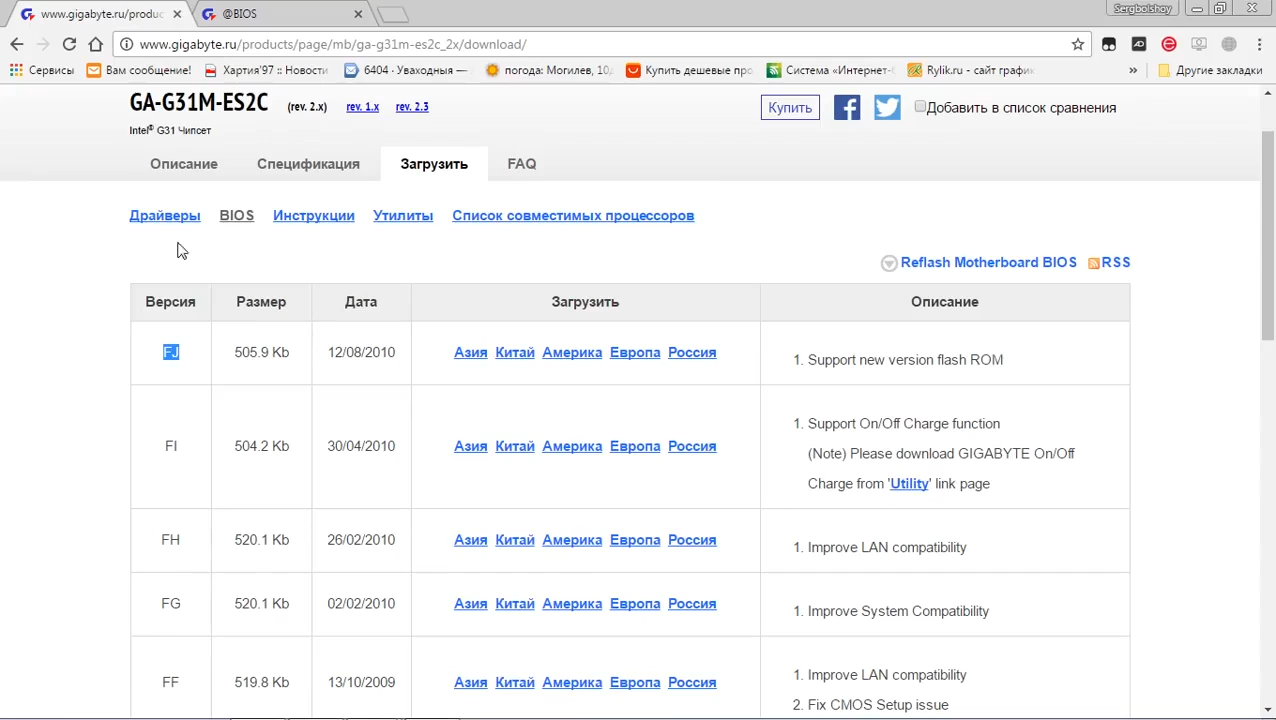 www.gigabyte.ru/produc
@BIOS
Sergbolshoy
www.gigabyte.ru/products/page/mb/ga-g31m-es2c_2x/download/
Сервисы
Вам сообщение!
Хартия'97 :: Новости
6404 · Уваходныя —
погода: Могилев, 10д
Купить дешевые про
Система «Интернет-
Rylik.ru - сайт график
»
Другие закладки
GA-G31M-ES2C (rev. 2.x) rev. 1.x rev. 2.3
Купить
Добавить в список сравнения
Intel® G31 Чипсет
Описание Спецификация Загрузить FAQ
Драйверы BIOS Инструкции Утилиты Список совместимых процессоров
Reflash Motherboard BIOS RSS
Версия Размер Дата Загрузить Описание
FJ 505.9 Kb 12/08/2010 Азия Китай Америка Европа Россия 1. Support new version flash ROM
FI 504.2 Kb 30/04/2010 Азия Китай Америка Европа Россия
1. Support On/Off Charge function
(Note) Please download GIGABYTE On/Off
Charge from 'Utility' link page
FH 520.1 Kb 26/02/2010 Азия Китай Америка Европа Россия 1. Improve LAN compatibility
FG 520.1 Kb 02/02/2010 Азия Китай Америка Европа Россия 1. Improve System Compatibility
FF 519.8 Kb 13/10/2009 Азия Китай Америка Европа Россия
1. Improve LAN compatibility
2. Fix CMOS Setup issue